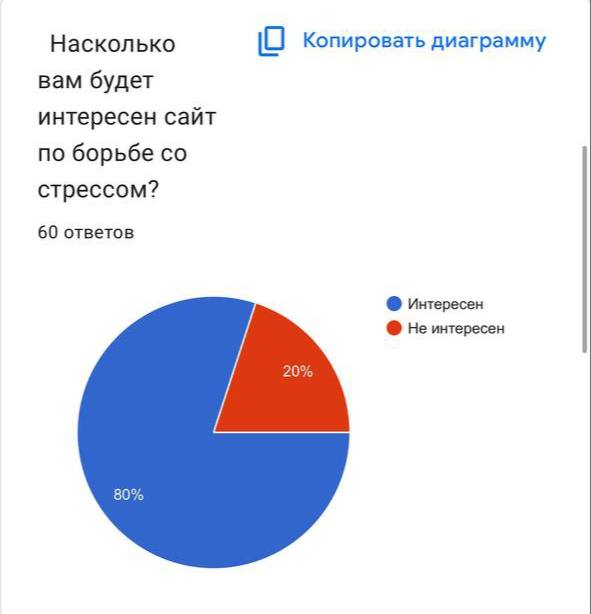 Насколько
вам будет
интересен сайт
по борьбе со
стрессом?
Копировать диаграмму
60 ответов
Интересен
Не интересен
20%
80%